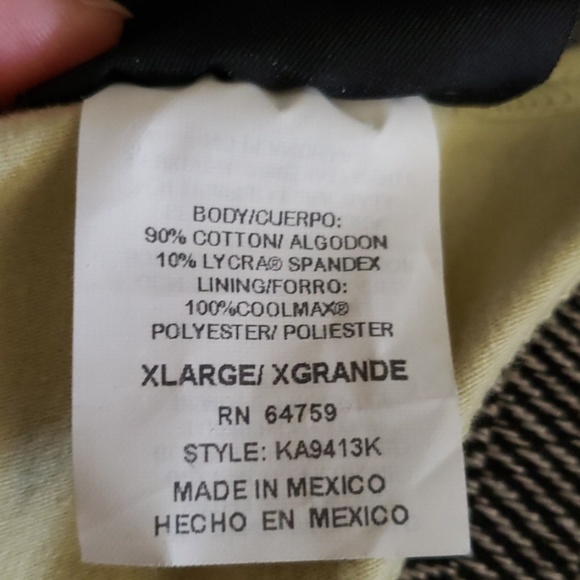 BODY/CUERPO:
90% COTTON/ ALGODON
10% LYCRA® SPANDEX
LINING/FORRO:
100%COOLMAX®
POLYESTER/ POLIESTER
XLARGE/ XGRANDE
RN 64759
STYLE: KA9413K
MADE IN MEXICO
HECHO EN MEXICO